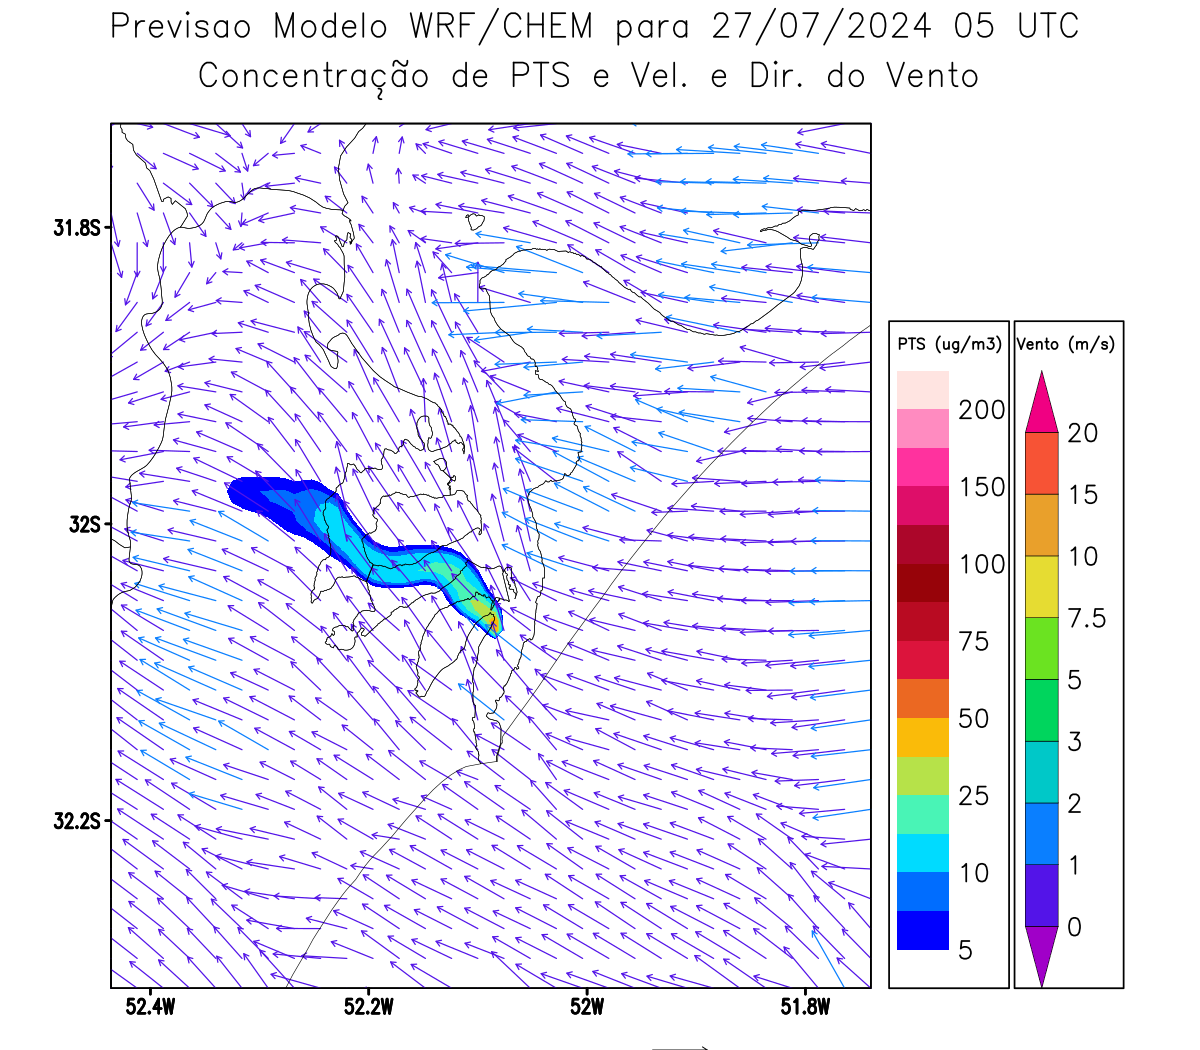 Previsao Modelo WRF/CHEM para 27/07/2024 05 UTC
Concentração de PTS e Vel. e Dir. do Vento
31.8S
32S
32.2S
52.4W 52.2W 52W 51.8W
PTS (ug/m3)
200
150
100
75
50
25
10
5
Vento (m/s)
20
15
10
7.5
5
3
2
1
0